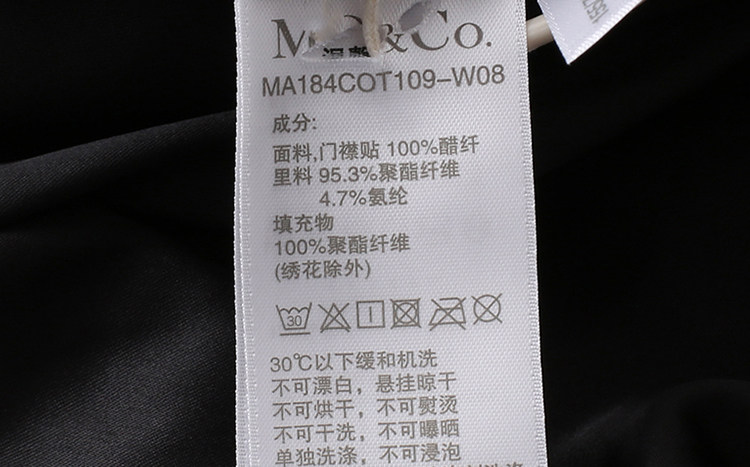 M &Co.
MA184COT109-W08
成分:
面料,门襟贴 100%醋纤
里料 95.3%聚酯纤维
4.7%氨纶
填充物
100%聚酯纤维
(绣花除外)
30
30℃以下缓和机洗
不可漂白，悬挂晾干
不可烘干，不可熨烫
不可干洗，不可曝晒
单独洗涤，不可浸泡